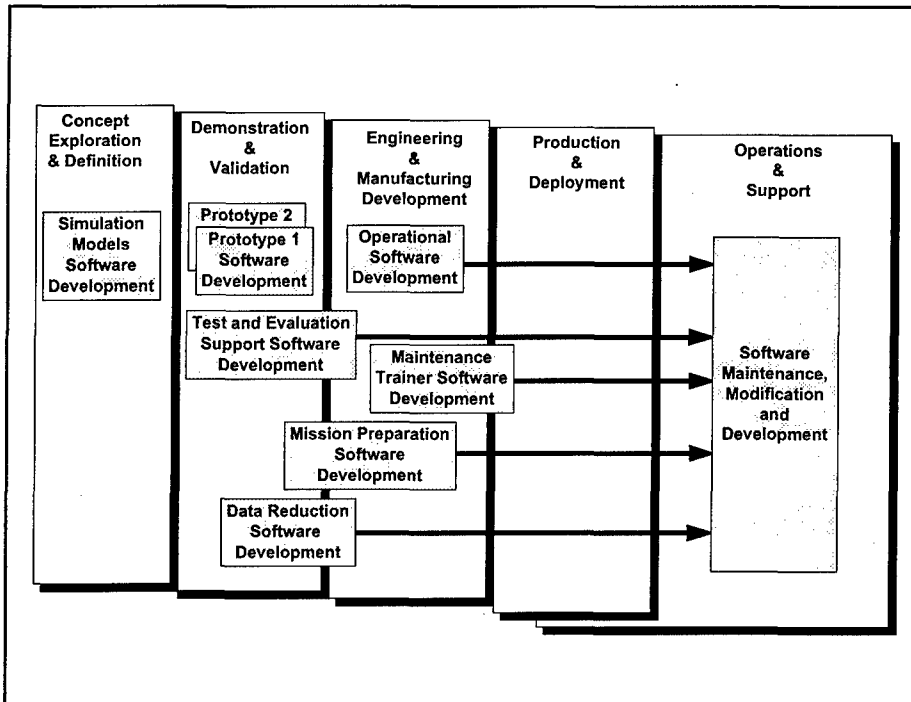 Concept
Exploration
& Definition
Demonstration
&
Validation
Engineering
&
Manufacturing
Development
Production
&
Deployment
Operations
&
Support
Simulation
Models
Software
Development
Prototype 2
Prototype 1
Software
Development
Operational
Software
Development
Test and Evaluation
Support Software
Development
Maintenance
Trainer Software
Development
Mission Preparation
Software
Development
Data Reduction
Software
Development
Software
Maintenance,
Modification
and
Development